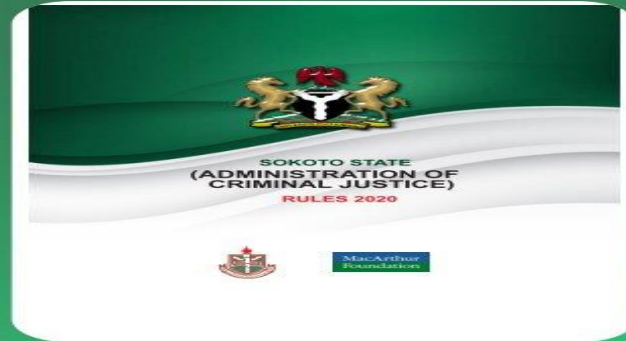 SOKOTO STATE
(ADMINISTRATION OF
CRIMINAL JUSTICE)
RULES 2020
MacArthur
Foundation